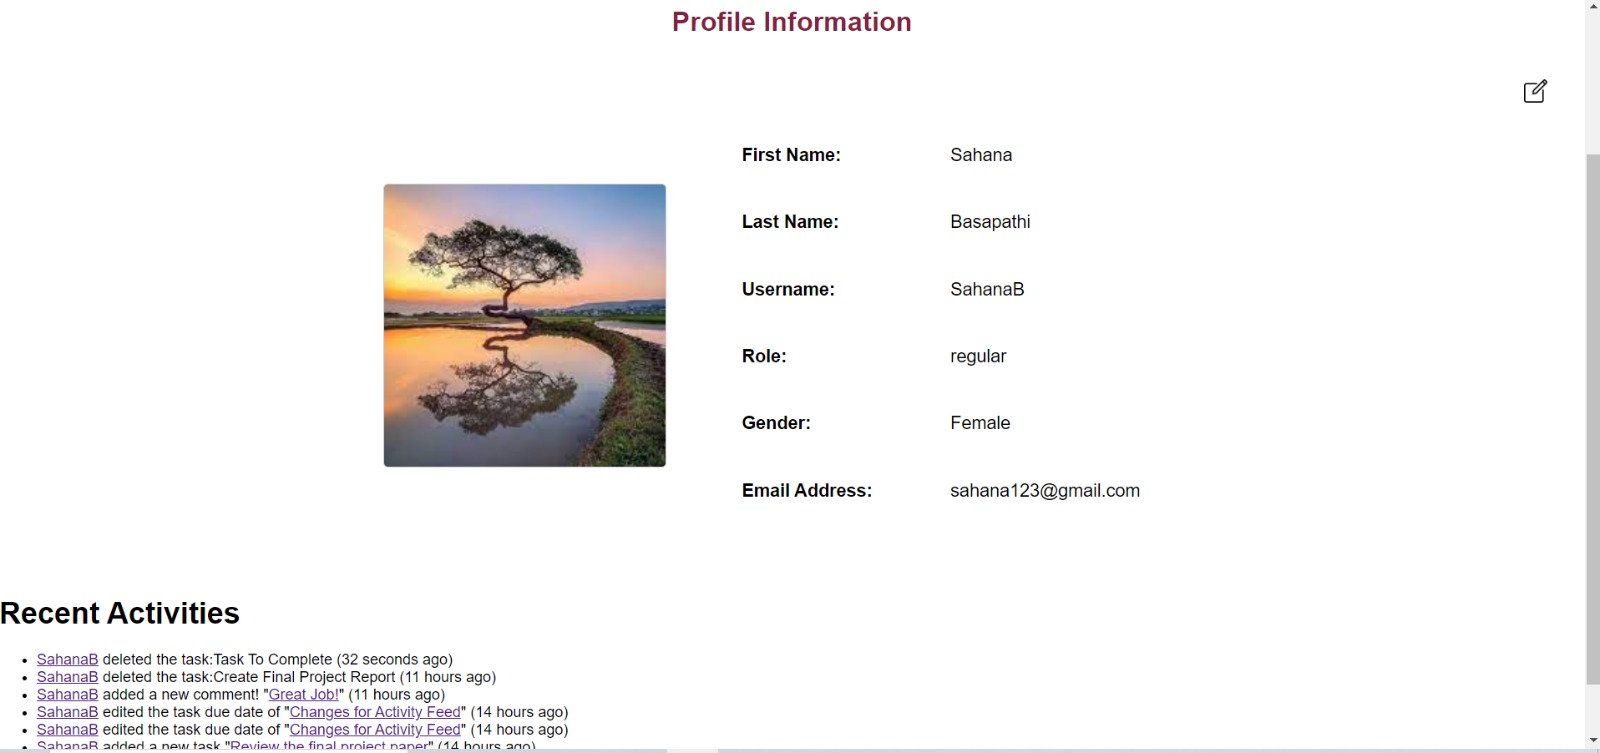 Profile Information
First Name: Sahana
Last Name: Basapathi
Username: SahanaB
Role: regular
Gender: Female
Email Address: sahana123@gmail.com
Recent Activities
SahanaB deleted the task:Task To Complete (32 seconds ago)
SahanaB deleted the task:Create Final Project Report (11 hours ago)
SahanaB added a new comment! "Great Job!" (11 hours ago)
SahanaB edited the task due date of "Changes for Activity Feed" (14 hours ago)
SahanaB edited the task due date of "Changes for Activity Feed" (14 hours ago)
SahanaB added a new task "Review the final project paper" (14 hours ago)